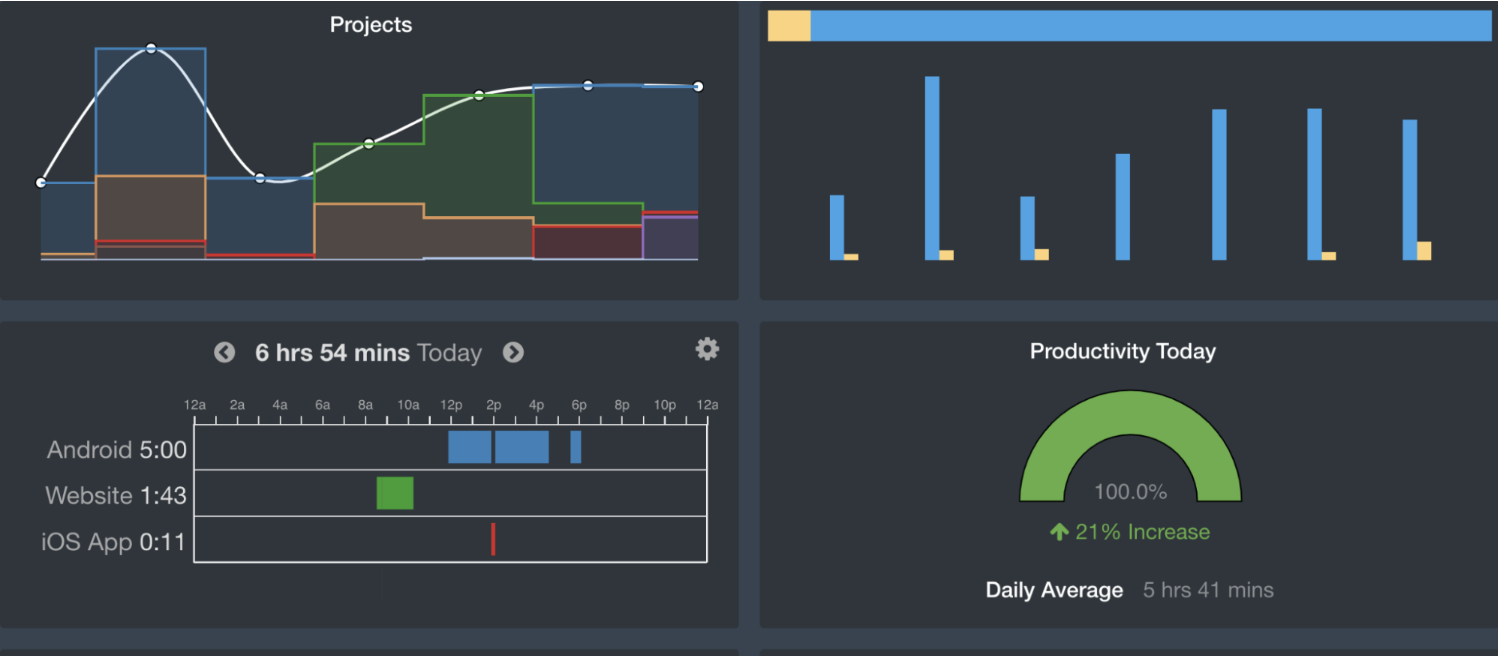 Projects
6 hrs 54 mins Today
12a 2a 4a 6a 8a 10a 12p 2p 4p 6p 8p 10p 12a
Android 5:00
Website 1:43
iOS App 0:11
Productivity Today
100.0%
21% Increase
Daily Average 5 hrs 41 mins